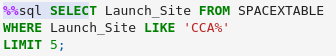 %%sql SELECT Launch_Site FROM SPACEXTABLE
WHERE Launch_Site LIKE 'CCA%'
LIMIT 5;